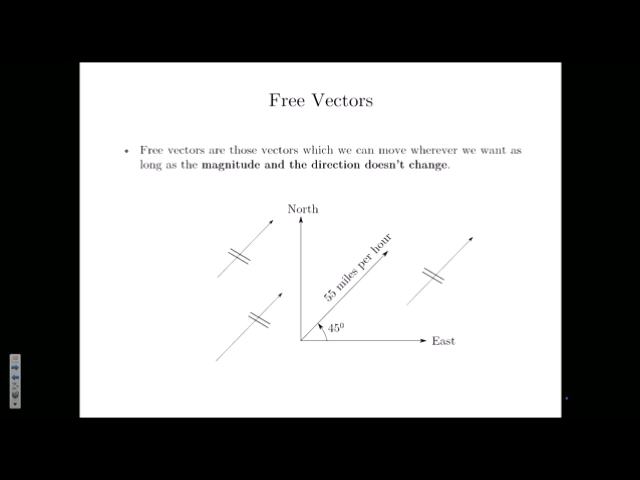 Free Vectors
• Free vectors are those vectors which we can move wherever we want as
long as the magnitude and the direction doesn't change.
North
55 miles per hour
45⁰
East